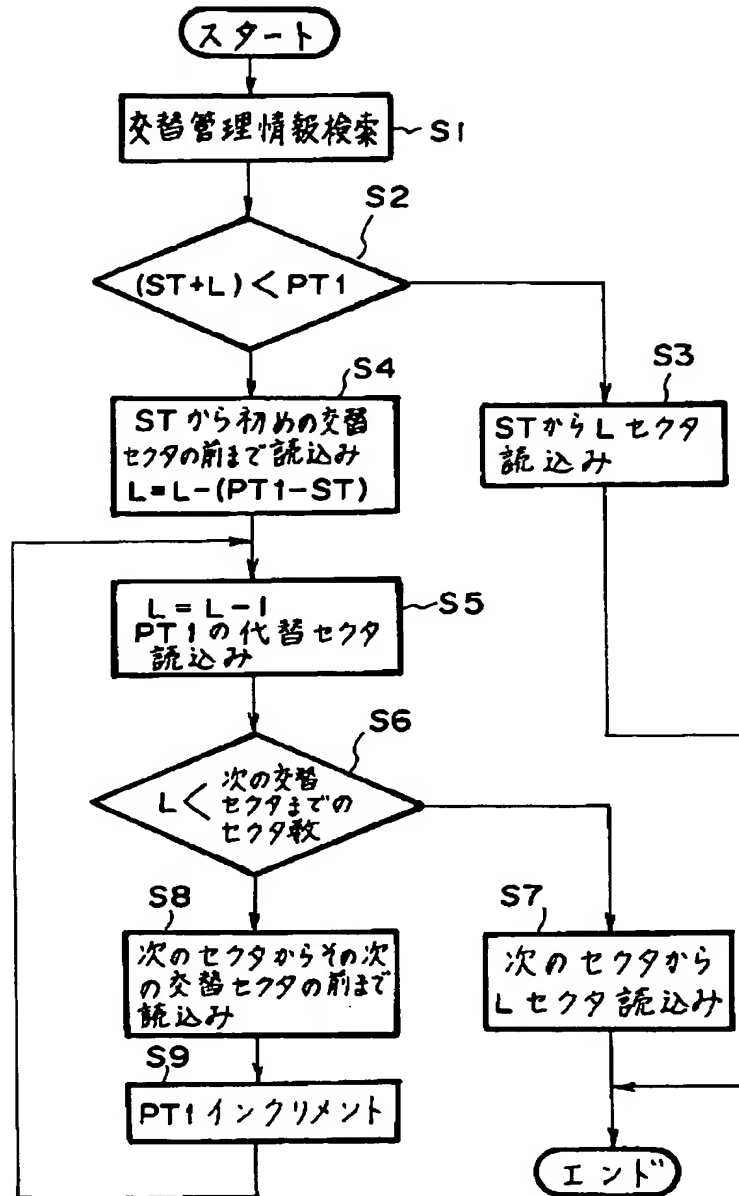 スタート
交替管理情報検索
S1
S2
(ST+L)<PT1
S4
STから初めの交替
セクタの前まで読込み
L=L-(PT1-ST)
S3
STからLセクタ
読込み
L=L-1
PT1の代替セクタ
読込み
S5
S6
L<次の交替
セクタまでの
セクタ数
S8
次のセクタからその次
の交替セクタの前まで
読込み
S7
次のセクタから
Lセクタ読込み
S9
PT1インクリメント
エンド